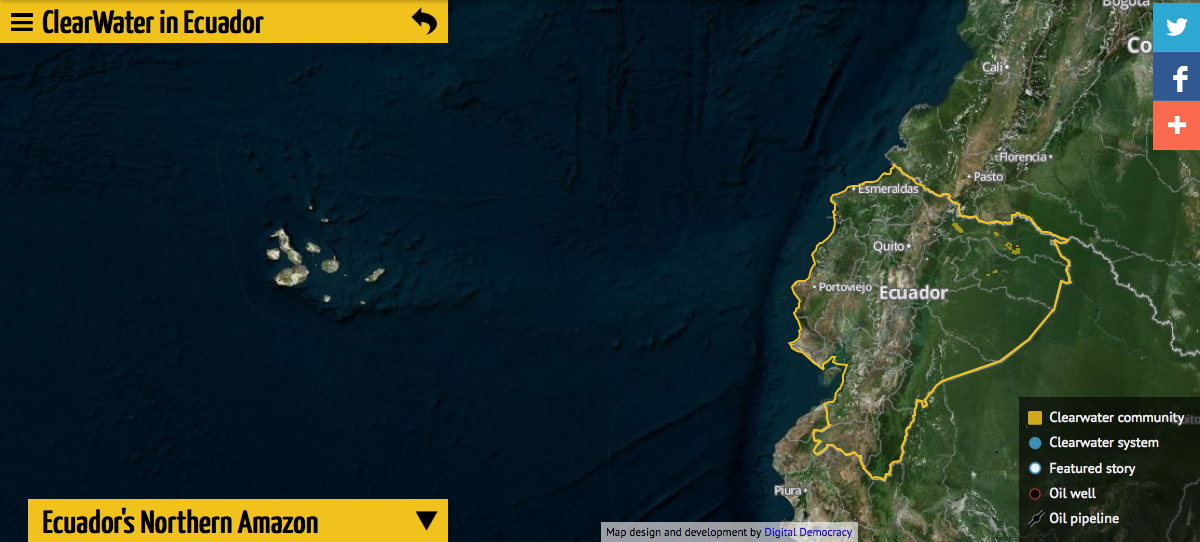 ClearWater in Ecuador
Bogota
Co
Cali
Florencia
Pasto
Esmeraldas
Quito
Portoviejo
Ecuador
Piura
Clearwater community
Clearwater system
Featured story
Oil well
Oil pipeline
Ecuador's Northern Amazon
Map design and development by Digital Democracy